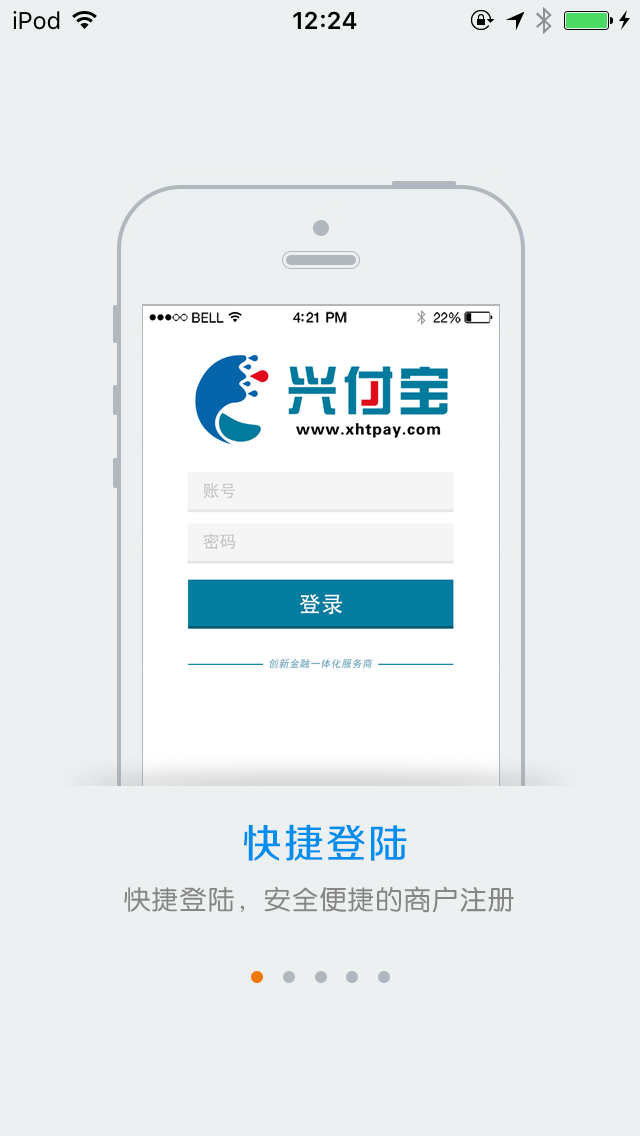 iPod 12:24
BELL 4:21 PM 22%
兴付宝
www.xhtpay.com
账号
密码
登录
创新金融一体化服务商
快捷登陆
快捷登陆，安全便捷的商户注册